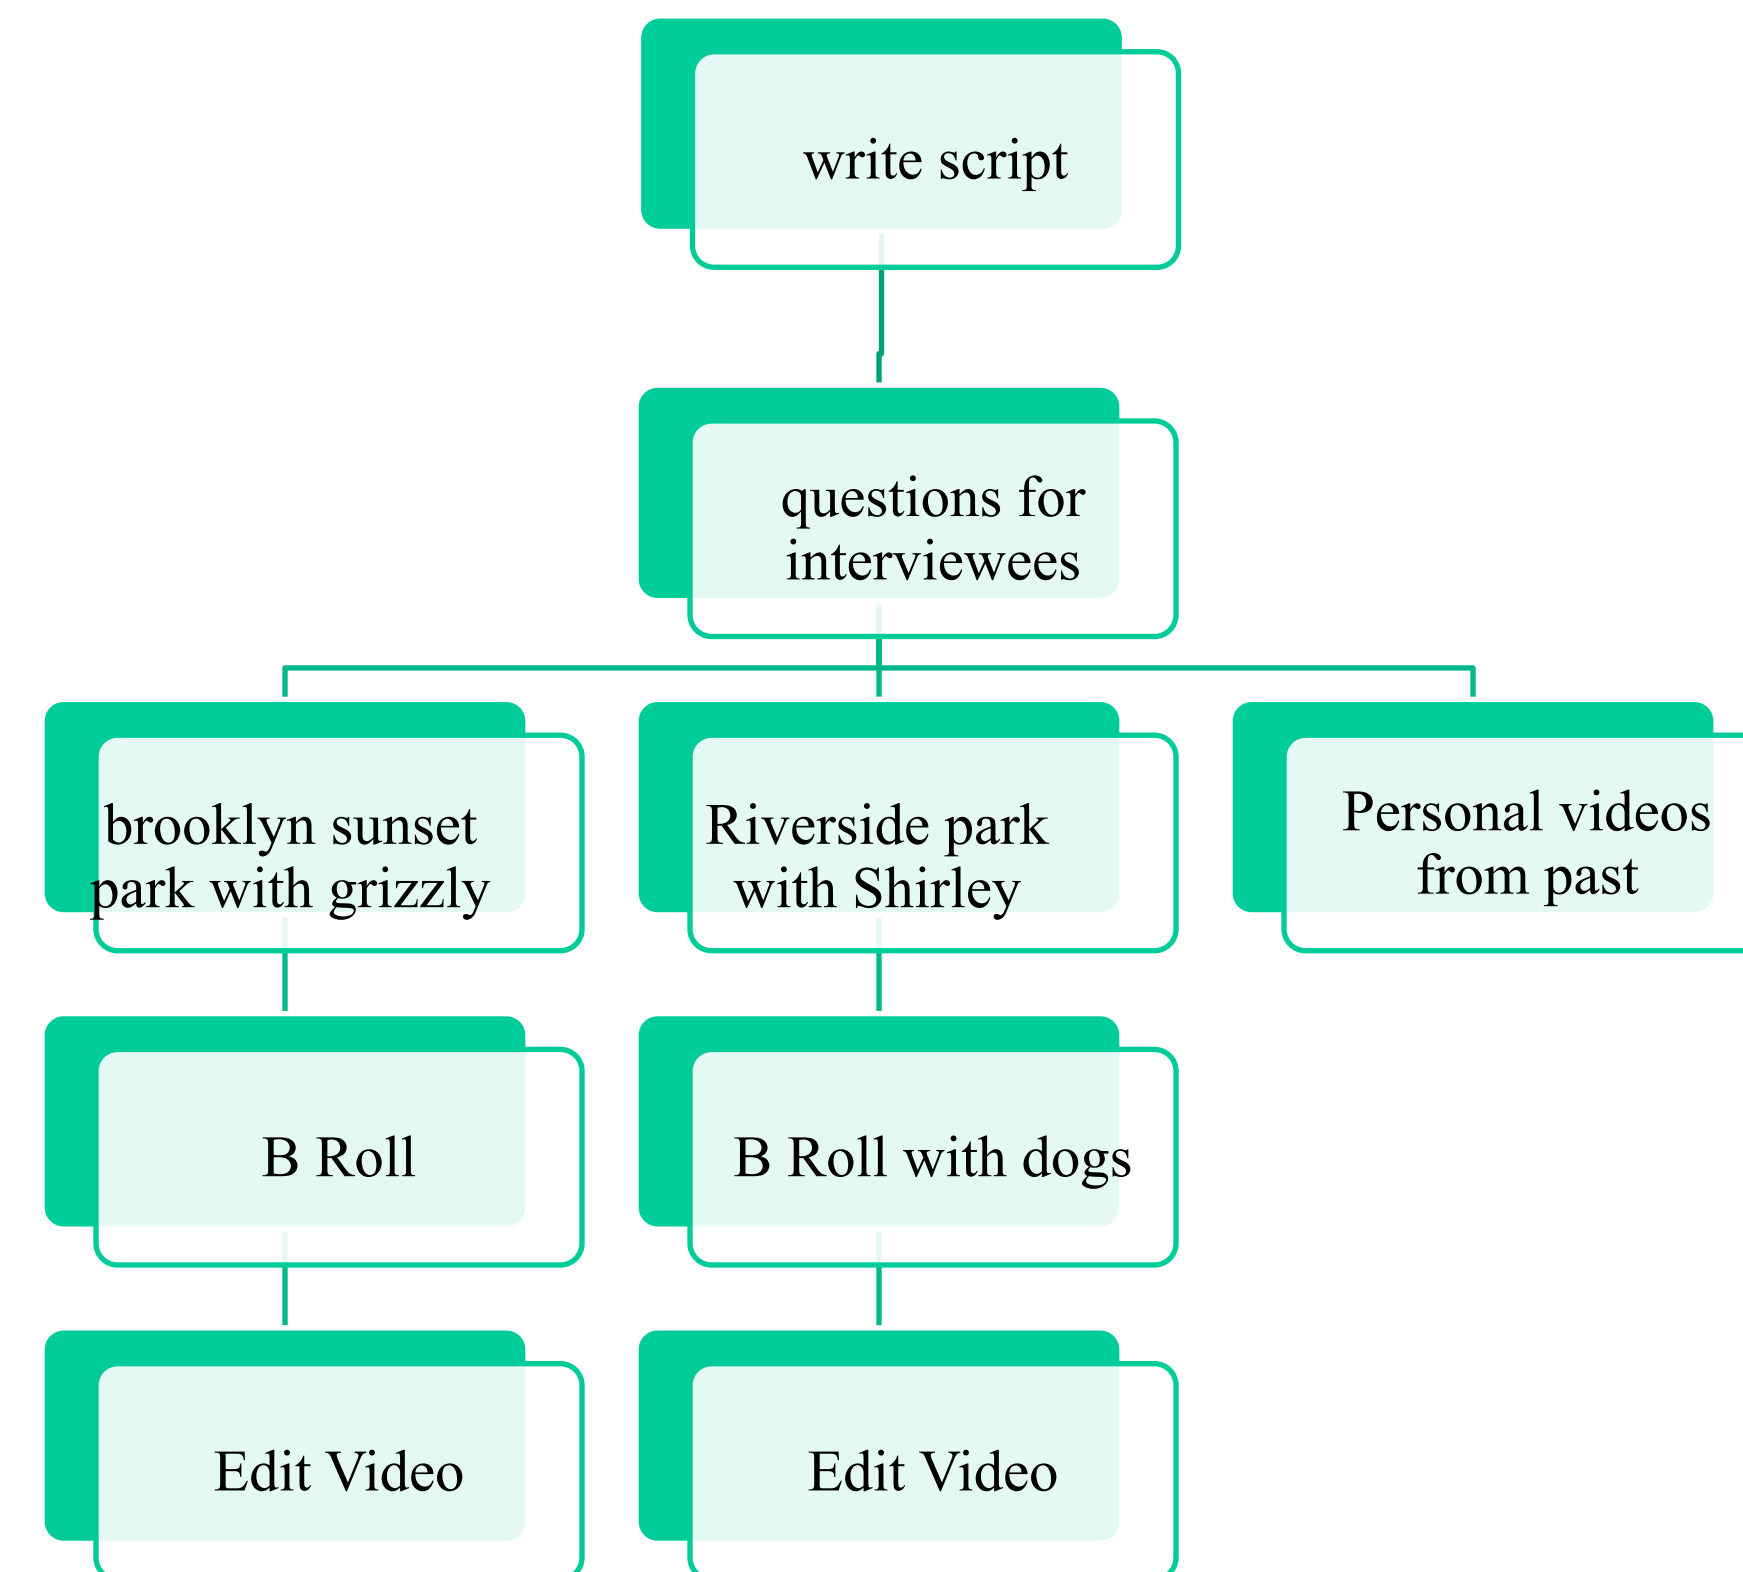 write script
questions for
interviewees
brooklyn sunset
park with grizzly
Riverside park
with Shirley
Personal videos
from past
B Roll
B Roll with dogs
Edit Video
Edit Video